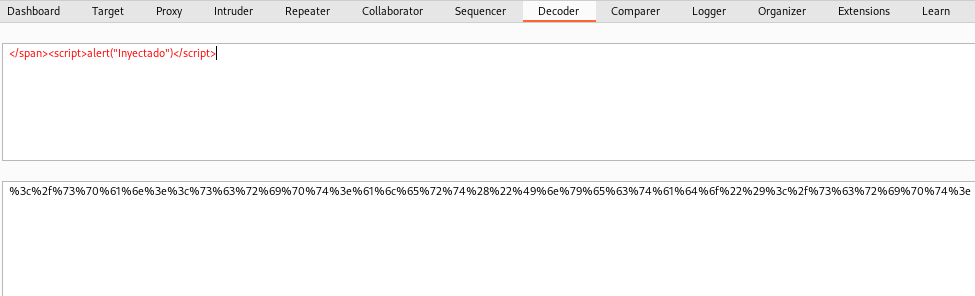 Dashboard Target Proxy Intruder Repeater Collaborator Sequencer Decoder Comparer Logger Organizer Extensions Learn
</span><script>alert("Inyectado")</script>
%3c%2f%73%70%61%6e%3e%3c%73%63%72%69%70%74%3e%61%6c%65%72%74%28%22%49%6e%79%65%63%74%61%64%6f%22%29%3c%2f%73%63%72%69%70%74%3e